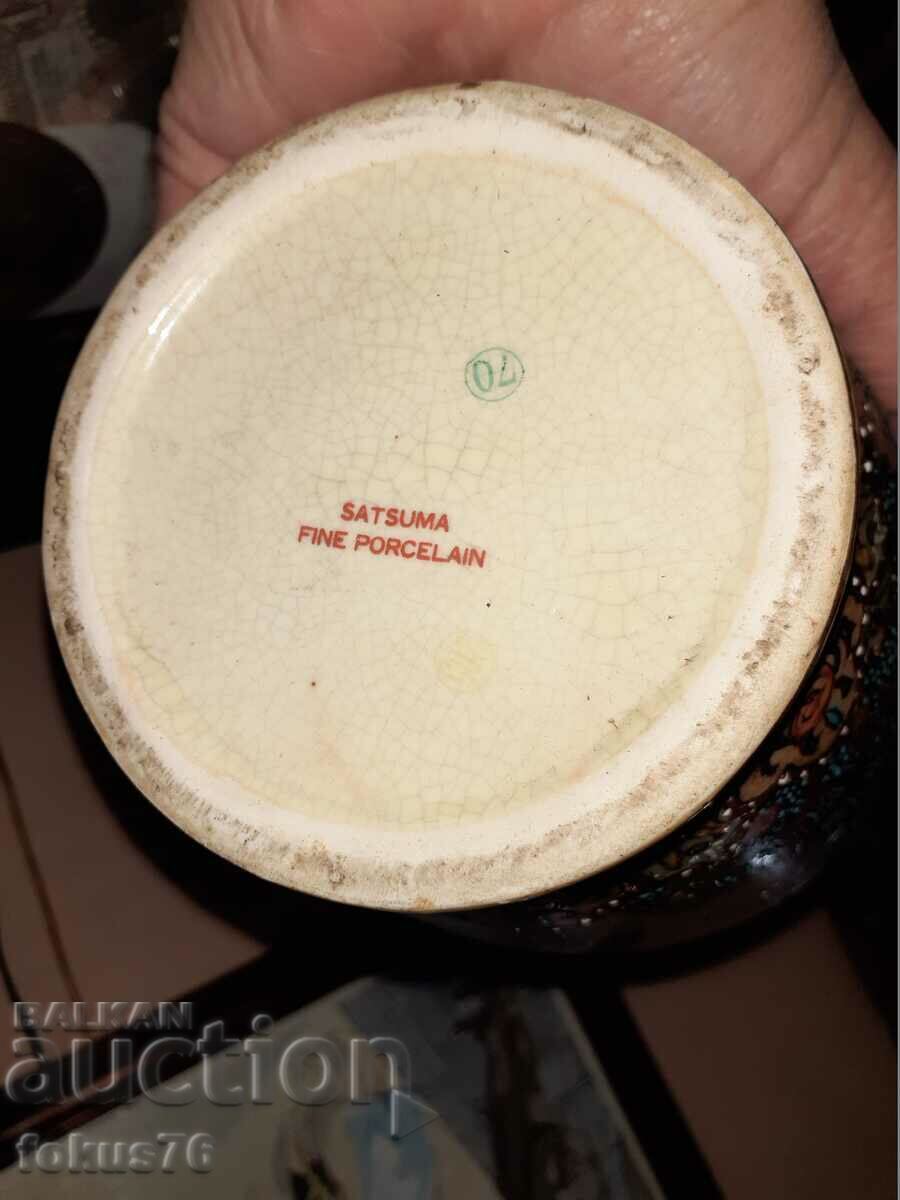 70
SATSUMA
FINE PORCELAIN
BALKAN
auction
fokus76